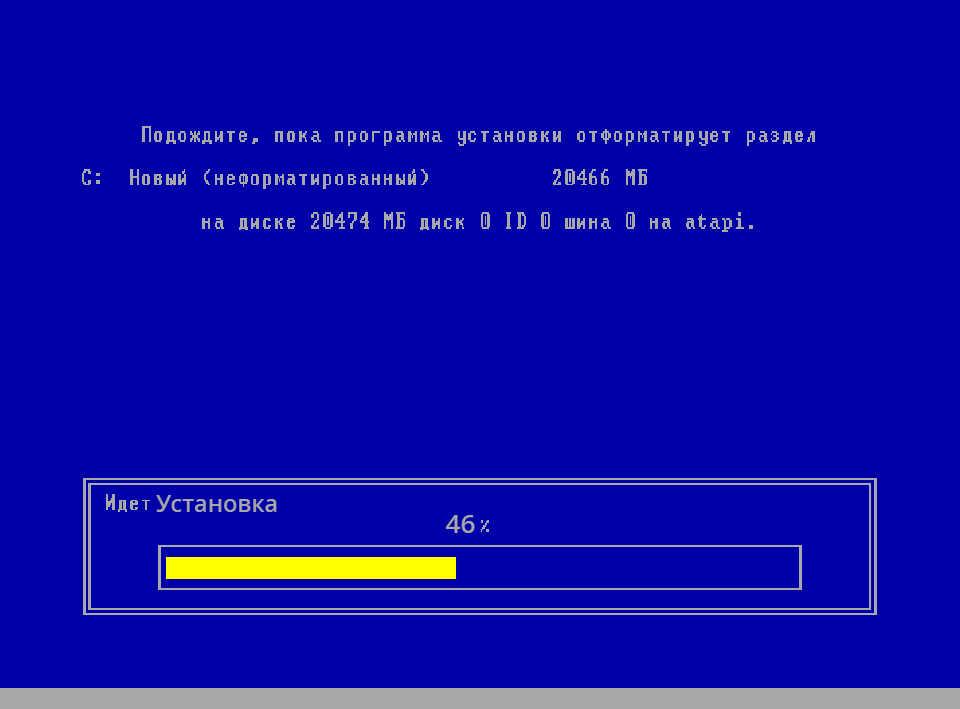 Подождите, пока программа установки отформатирует раздел
C: Новый (неформатированный) 20466 МБ
на диске 20474 МБ диск 0 ID 0 шина 0 на atapi.
Идет Установка
46%